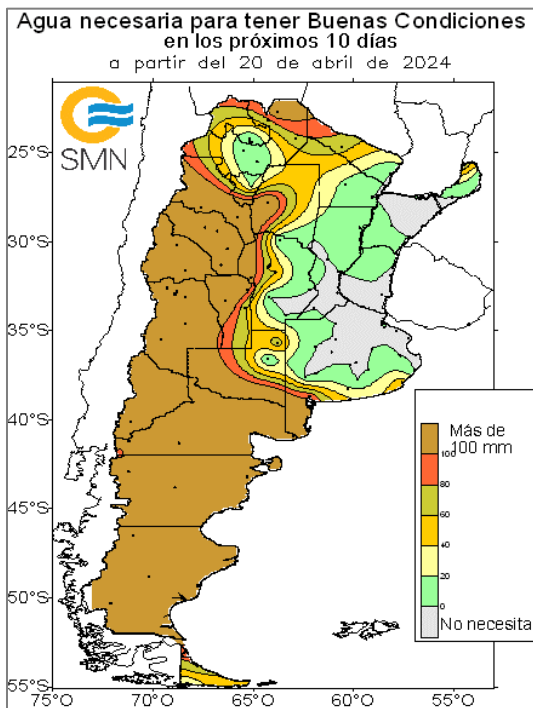 Agua necesaria para tener Buenas Condiciones
en los próximos 10 días
a partir del 20 de abril de 2024
SMN
25°S
30°S
35°S
40°S
45°S
50°S
55°S
75°O
70°O
65°O
60°O
55°O
Más de
100 mm
100
80
60
40
20
0
No necesita